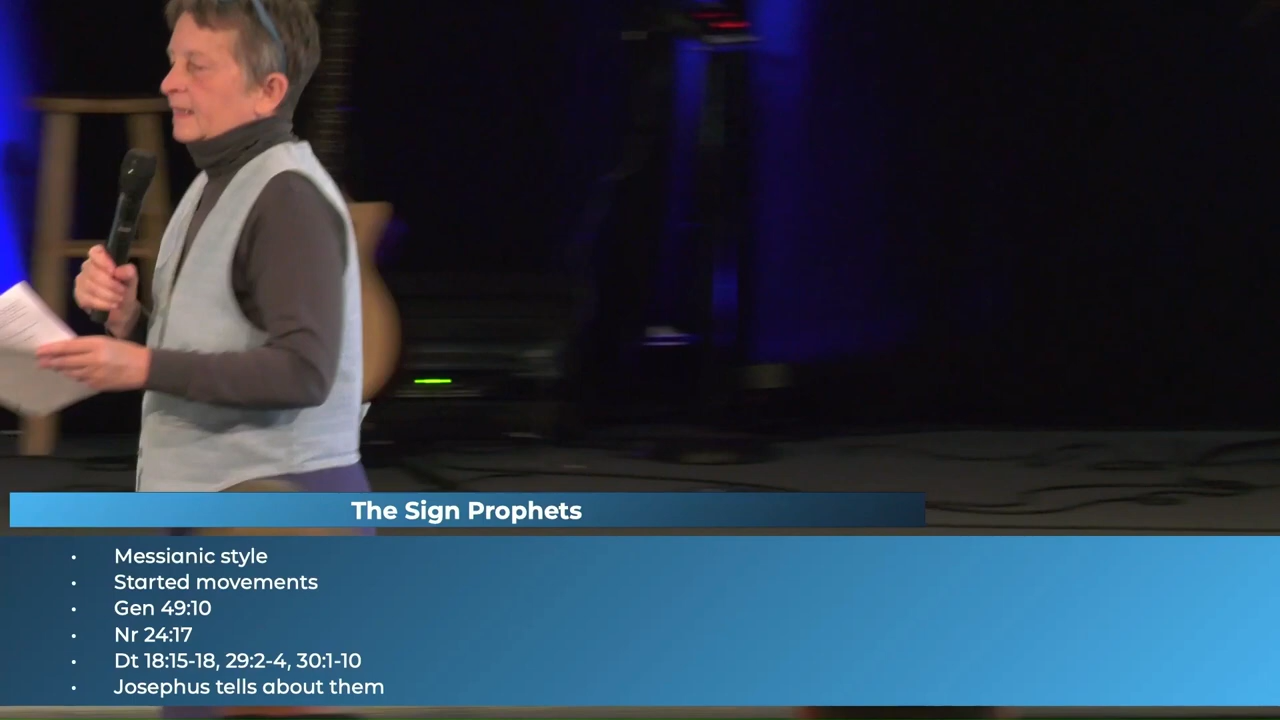 The Sign Prophets
• Messianic style
• Started movements
• Gen 49:10
• Nr 24:17
• Dt 18:15-18, 29:2-4, 30:1-10
• Josephus tells about them